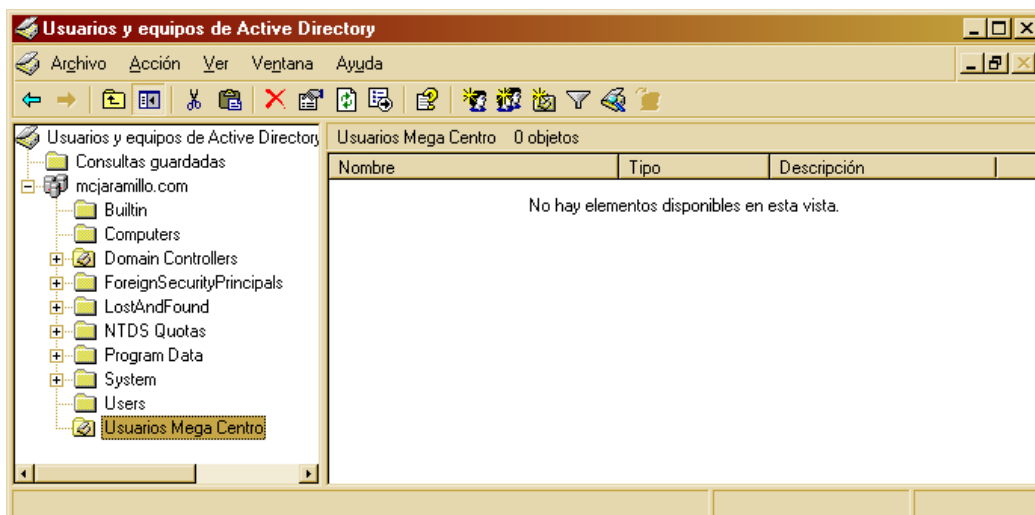 Usuarios y equipos de Active Directory
Archivo Acción Ver Ventana Ayuda
Usuarios y equipos de Active Directory
Consultas guardadas
mcjaramillo.com
Builtin
Computers
Domain Controllers
ForeignSecurityPrincipals
LostAndFound
NTDS Quotas
Program Data
System
Users
Usuarios Mega Centro
Usuarios Mega Centro 0 objetos
Nombre Tipo Descripción
No hay elementos disponibles en esta vista.